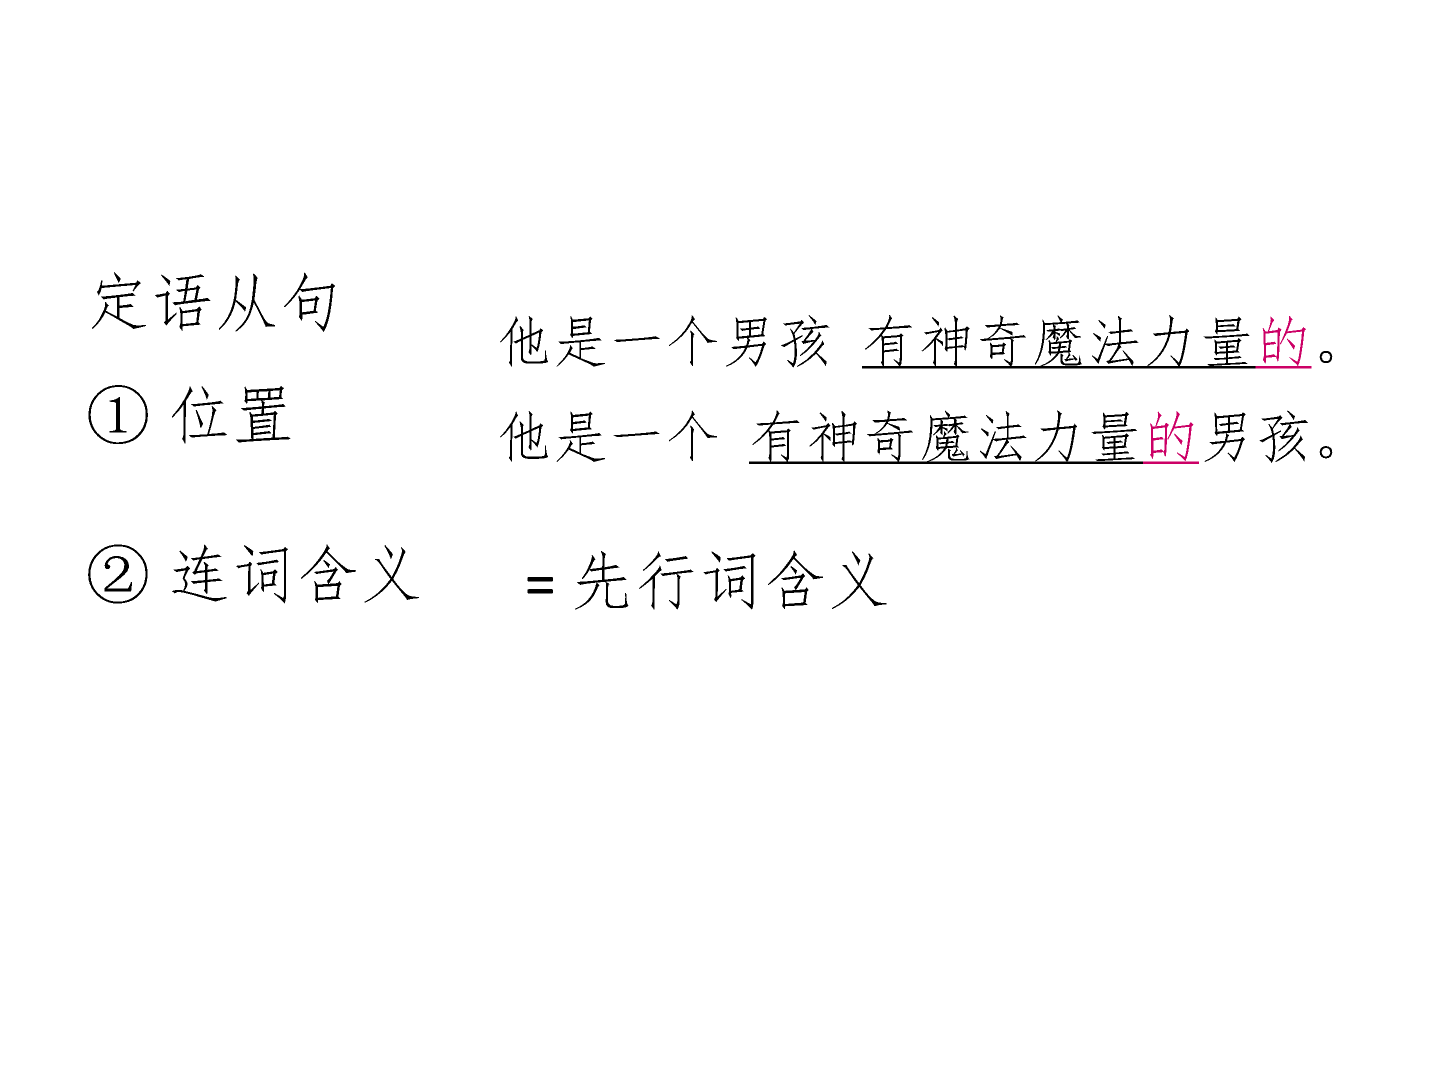 定语从句
他是一个男孩 有神奇魔法力量的。
① 位置
他是一个 有神奇魔法力量的男孩。
② 连词含义 = 先行词含义